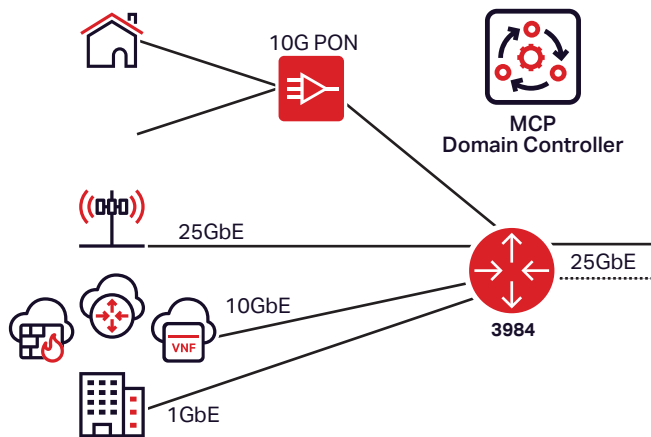 10G PON
MCP
Domain Controller
25GbE
25GbE
10GbE
VNF
3984
1GbE